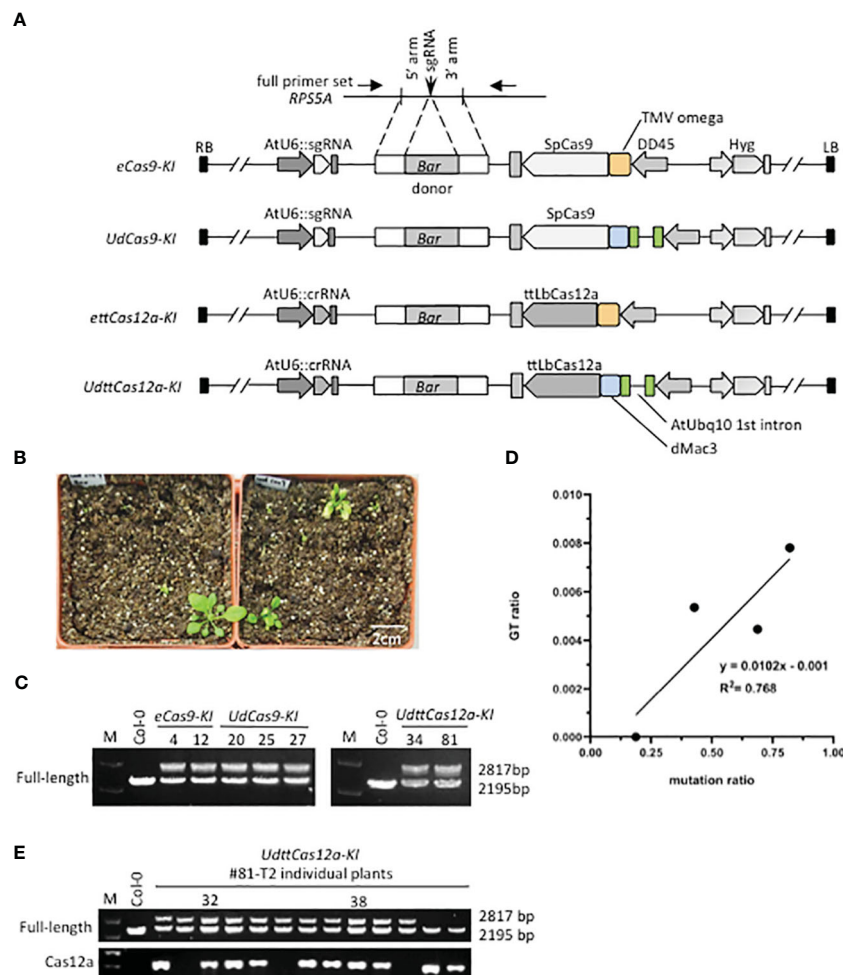 A
full primer set
RPS5A
5' arm
sgRNA
3' arm
TMV omega
RB
AtU6::sgRNA
SpCas9
DD45
Hyg
LB
eCas9-KI
Bar
donor
AtU6::sgRNA
SpCas9
UdCas9-KI
Bar
AtU6::crRNA
ttLbCas12a
ettCas12a-KI
Bar
AtU6::crRNA
ttLbCas12a
UdttCas12a-KI
Bar
AtUbq10 1st intron
dMac3
B
2cm
D
0.010
0.008
0.006
0.004
0.002
0.000
GT ratio
y = 0.0102x - 0.001
R²= 0.768
0.00 0.25 0.50 0.75 1.00
mutation ratio
C
M Col-0 eCas9-KI UdCas9-KI
4 12 20 25 27
Full-length
M Col-0 UdttCas12a-KI
34 81
2817bp
2195bp
E
UdttCas12a-KI
#81-T2 individual plants
M Col-0 32 38
Full-length
2817 bp
2195 bp
Cas12a